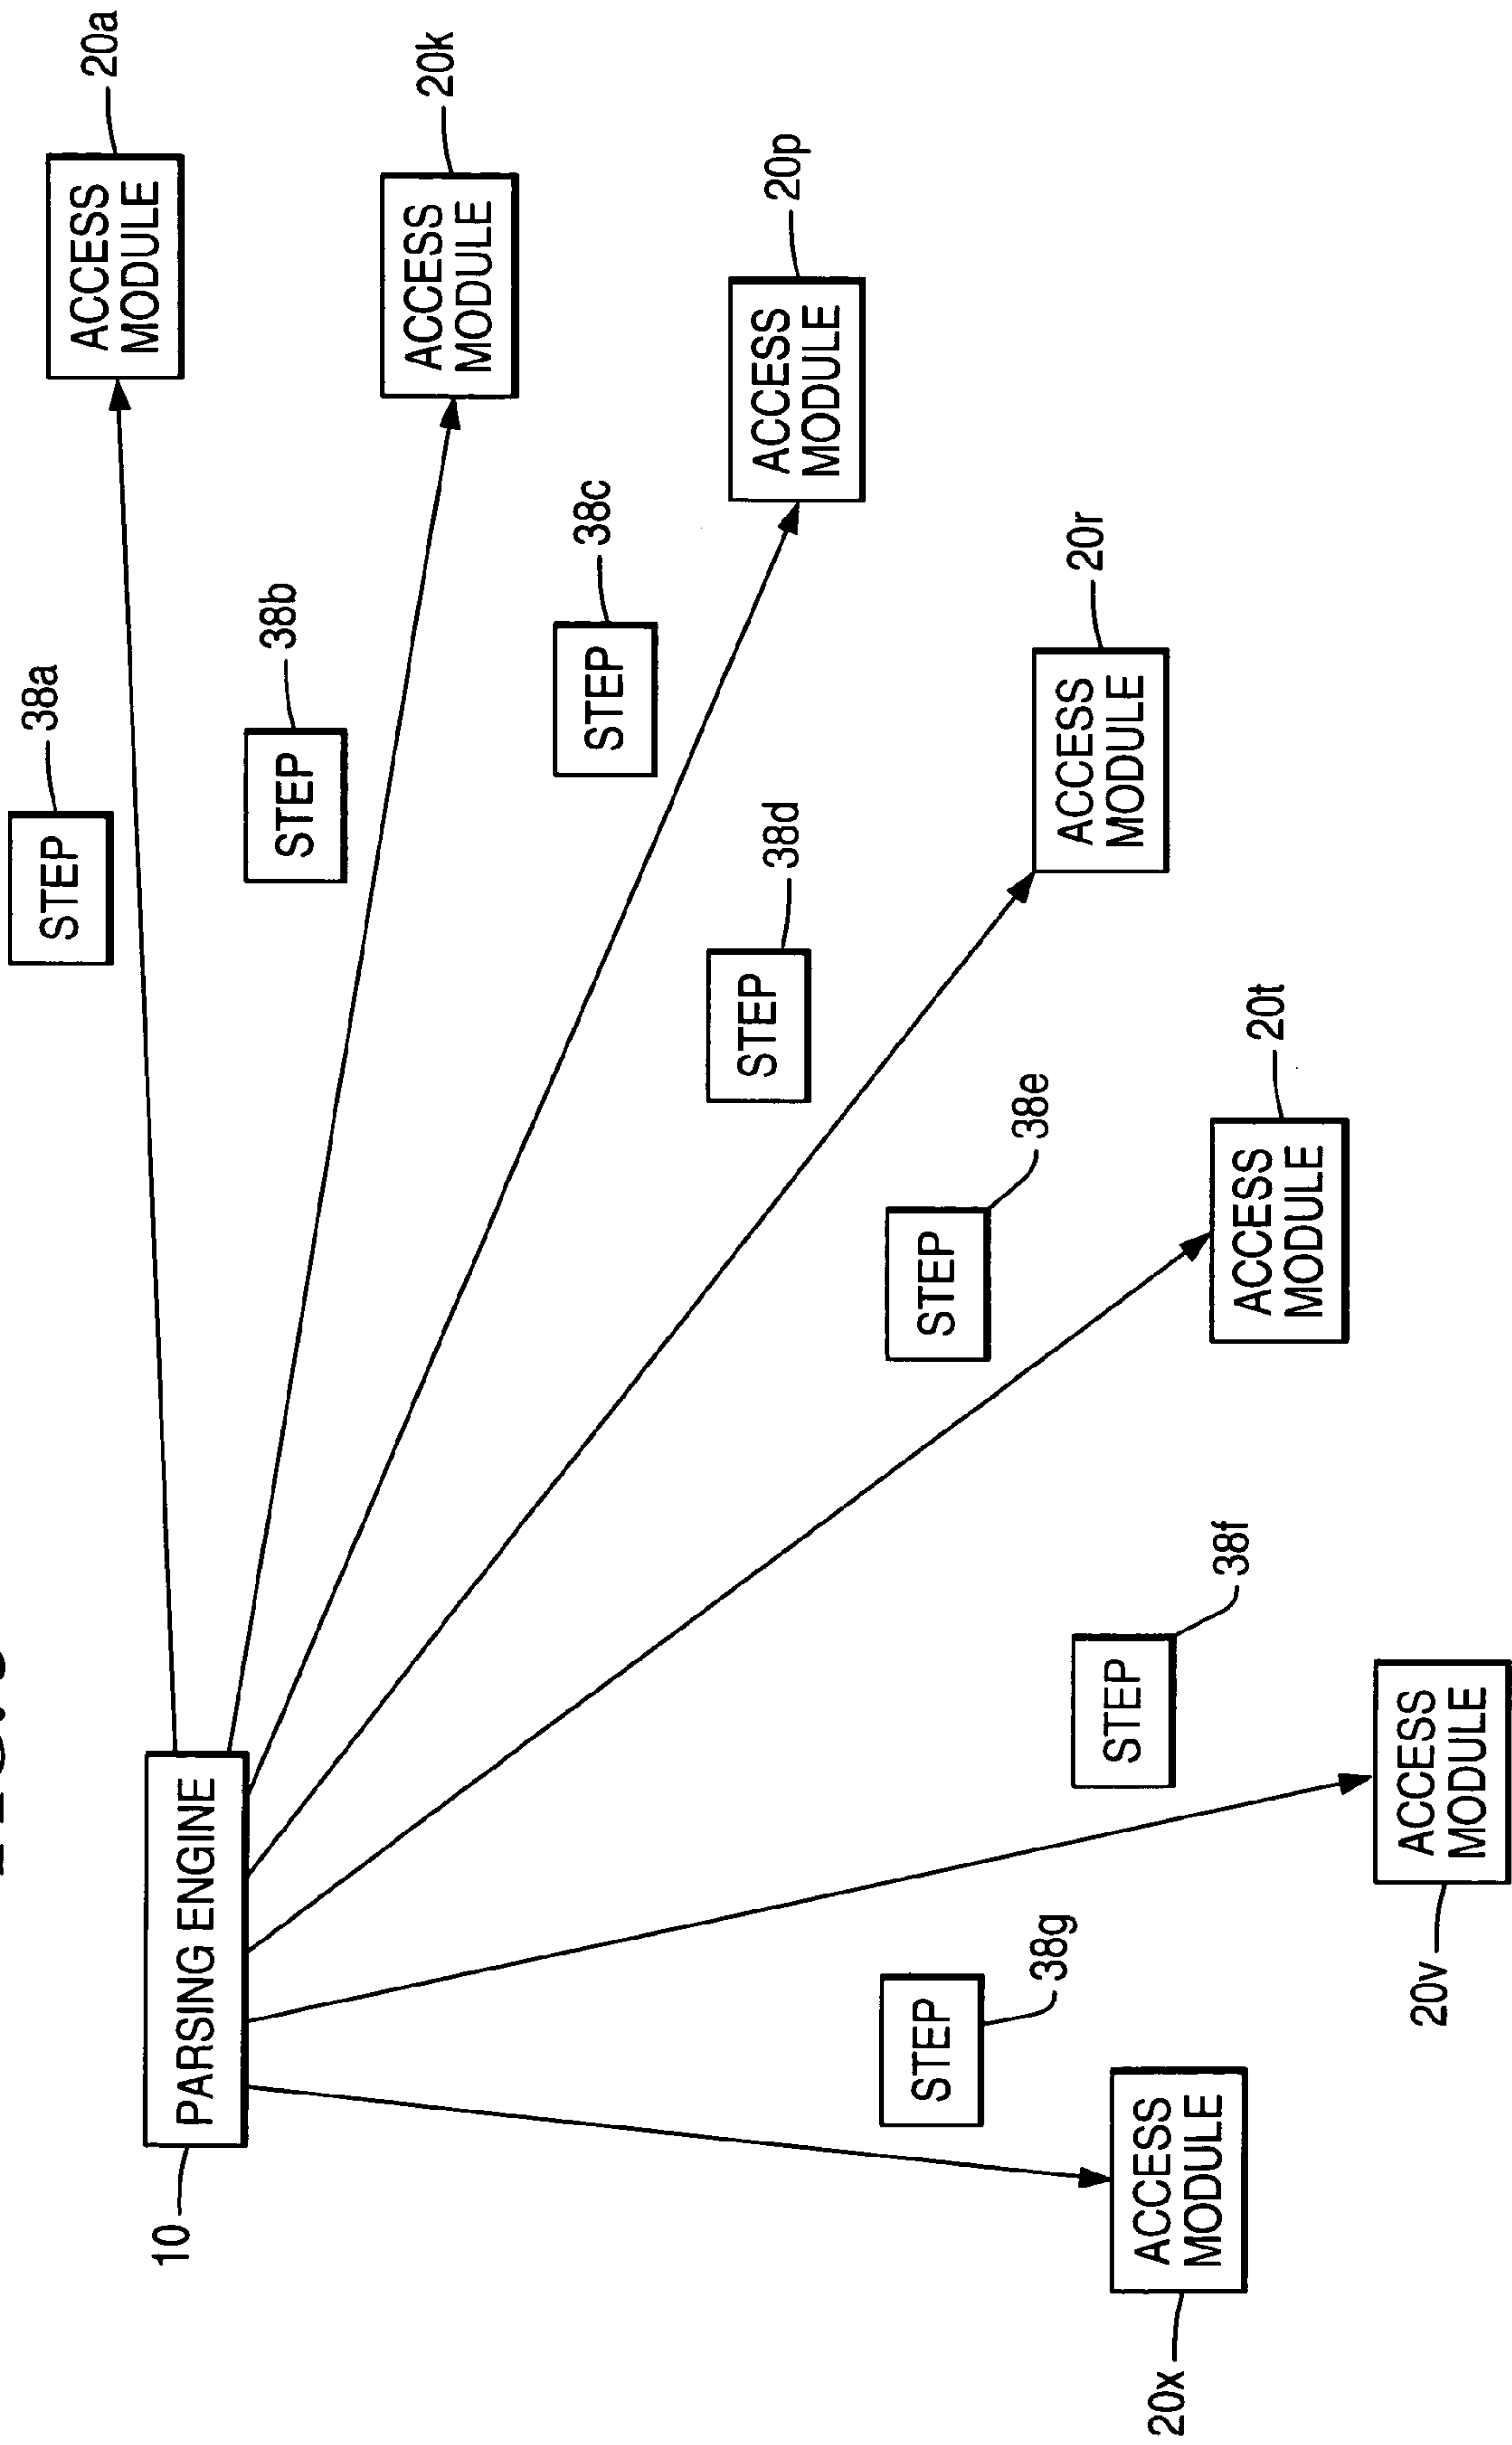 10
PARSING ENGINE
STEP
38a
ACCESS
MODULE
20a
STEP
38b
ACCESS
MODULE
20k
STEP
38c
ACCESS
MODULE
20p
STEP
38d
ACCESS
MODULE
20r
STEP
38e
ACCESS
MODULE
20t
STEP
38f
ACCESS
MODULE
20v
STEP
38g
ACCESS
MODULE
20x